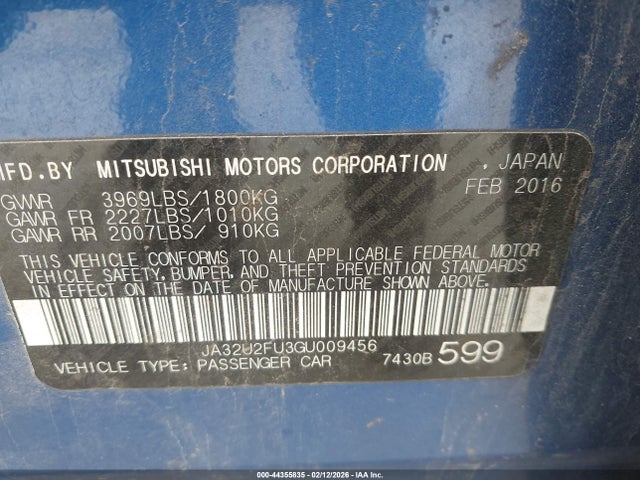 MFD.BY MITSUBISHI MOTORS CORPORATION , JAPAN
GVWR 3969LBS/1800KG FEB 2016
GAWR FR 2227LBS/1010KG
GAWR RR 2007LBS/ 910KG
THIS VEHICLE CONFORMS TO ALL APPLICABLE FEDERAL MOTOR
VEHICLE SAFETY, BUMPER, AND THEFT PREVENTION STANDARDS
IN EFFECT ON THE DATE OF MANUFACTURE SHOWN ABOVE.
JA32U2FU3GU009456
VEHICLE TYPE: PASSENGER CAR 7430B 599
000-44355835 - 02/12/2026 - IAA Inc.